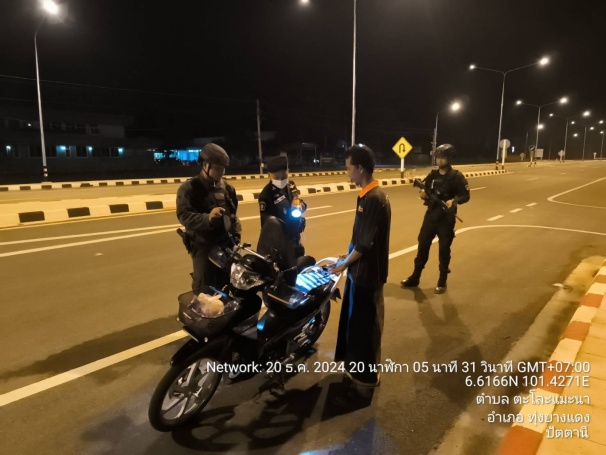 Network: 20 ธ.ค. 2024 20 นาฬิกา 05 นาที 31 วินาที GMT+07:00
6.6166N 101.4271E
ตำบล ตะโละแมะนา
อำเภอ ทุ่งยางแดง
ปัตตานี